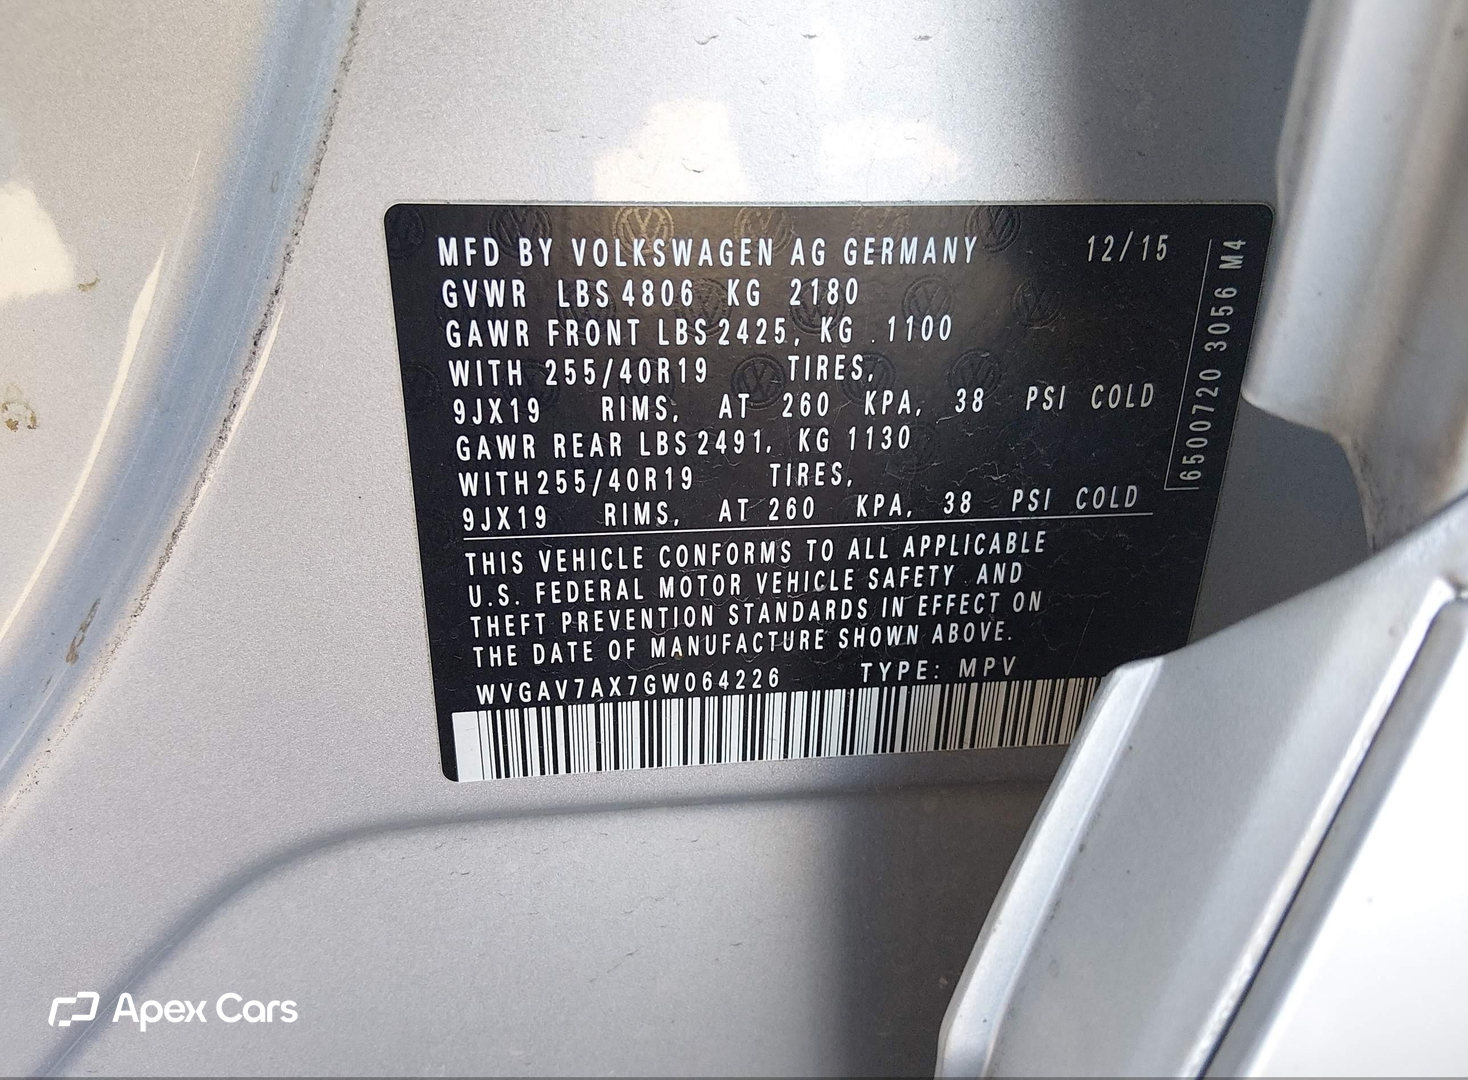 MFD BY VOLKSWAGEN AG GERMANY 12/15
GVWR LBS 4806 KG 2180
GAWR FRONT LBS 2425, KG 1100
WITH 255/40R19 TIRES,
9JX19 RIMS, AT 260 KPA, 38 PSI COLD
GAWR REAR LBS 2491, KG 1130
WITH 255/40R19 TIRES,
9JX19 RIMS, AT 260 KPA, 38 PSI COLD
THIS VEHICLE CONFORMS TO ALL APPLICABLE
U.S. FEDERAL MOTOR VEHICLE SAFETY AND
THEFT PREVENTION STANDARDS IN EFFECT ON
THE DATE OF MANUFACTURE SHOWN ABOVE.
WVGAV7AX7GW064226 TYPE: MPV
6500720 3056 M4
Apex Cars